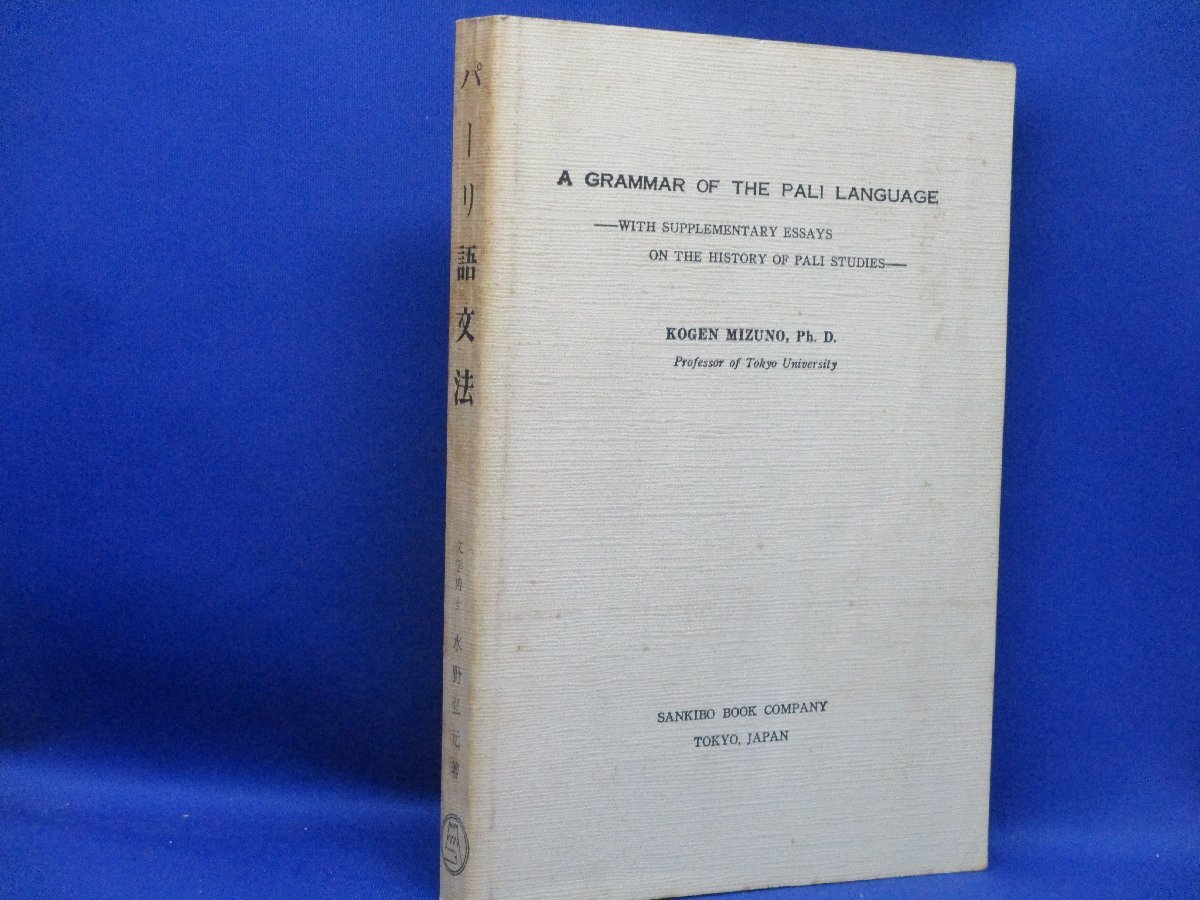 パーリ語文法
文学博士 水野弘元著
A GRAMMAR OF THE PALI LANGUAGE
—WITH SUPPLEMENTARY ESSAYS
ON THE HISTORY OF PALI STUDIES—
KOGEN MIZUNO, Ph. D.
Professor of Tokyo University
SANKIBO BOOK COMPANY
TOKYO, JAPAN